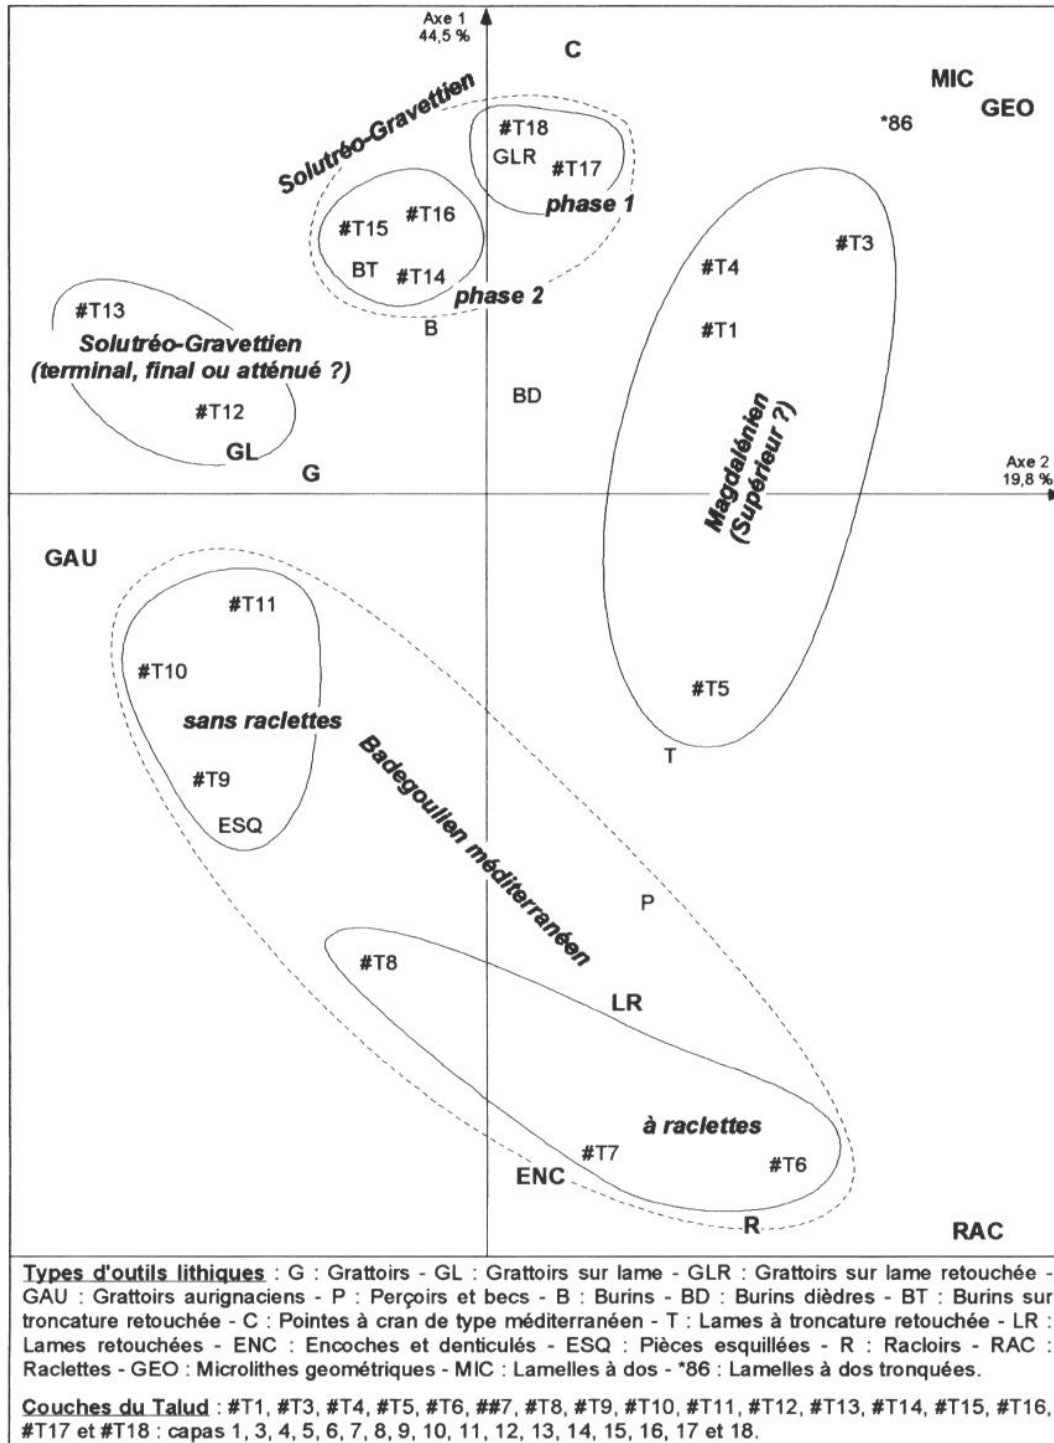 Axe 1
44,5 %
C
MIC
GEO
*86
Solutréo-Gravettien
#T18
GLR
#T17
phase 1
#T15
#T16
BT
#T14
phase 2
B
#T3
#T4
#T1
#T13
Solutréo-Gravettien
(terminal, final ou atténué ?)
#T12
GL
G
BD
Magdalénien
(Supérieur ?)
Axe 2
19,8 %
GAU
#T11
#T10
sans raclettes
#T9
ESQ
#T5
T
Badegoulien méditerranéen
P
#T8
LR
à raclettes
#T7
#T6
ENC
R
RAC
Types d'outils lithiques : G : Grattoirs - GL : Grattoirs sur lame - GLR : Grattoirs sur lame retouchée -
GAU : Grattoirs aurignaciens - P : Perçoirs et becs - B : Burins - BD : Burins dièdres - BT : Burins sur
troncature retouchée - C : Pointes à cran de type méditerranéen - T : Lames à troncature retouchée - LR :
Lames retouchées - ENC : Encoches et denticulés - ESQ : Pièces esquillées - R : Racloirs - RAC :
Raclettes - GEO : Microlithes geométriques - MIC : Lamelles à dos - *86 : Lamelles à dos tronquées.
Couches du Talud : #T1, #T3, #T4, #T5, #T6, ##7, #T8, #T9, #T10, #T11, #T12, #T13, #T14, #T15, #T16,
#T17 et #T18 : capas 1, 3, 4, 5, 6, 7, 8, 9, 10, 11, 12, 13, 14, 15, 16, 17 et 18.